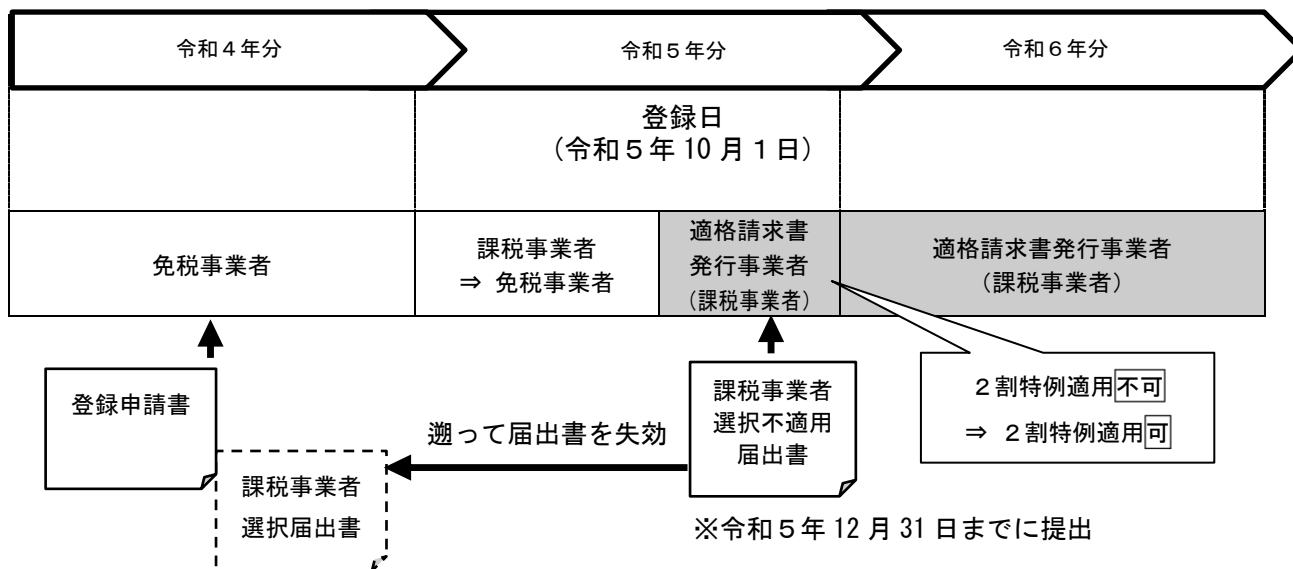 令和４年分
令和５年分
令和６年分
登録日
（令和５年 10 月１日）
免税事業者
課税事業者
⇒ 免税事業者
適格請求書
発行事業者
（課税事業者）
適格請求書発行事業者
（課税事業者）
登録申請書
課税事業者
選択届出書
遡って届出書を失効
課税事業者
選択不適用
届出書
２割特例適用不可
⇒ ２割特例適用可
※令和５年 12 月 31 日までに提出